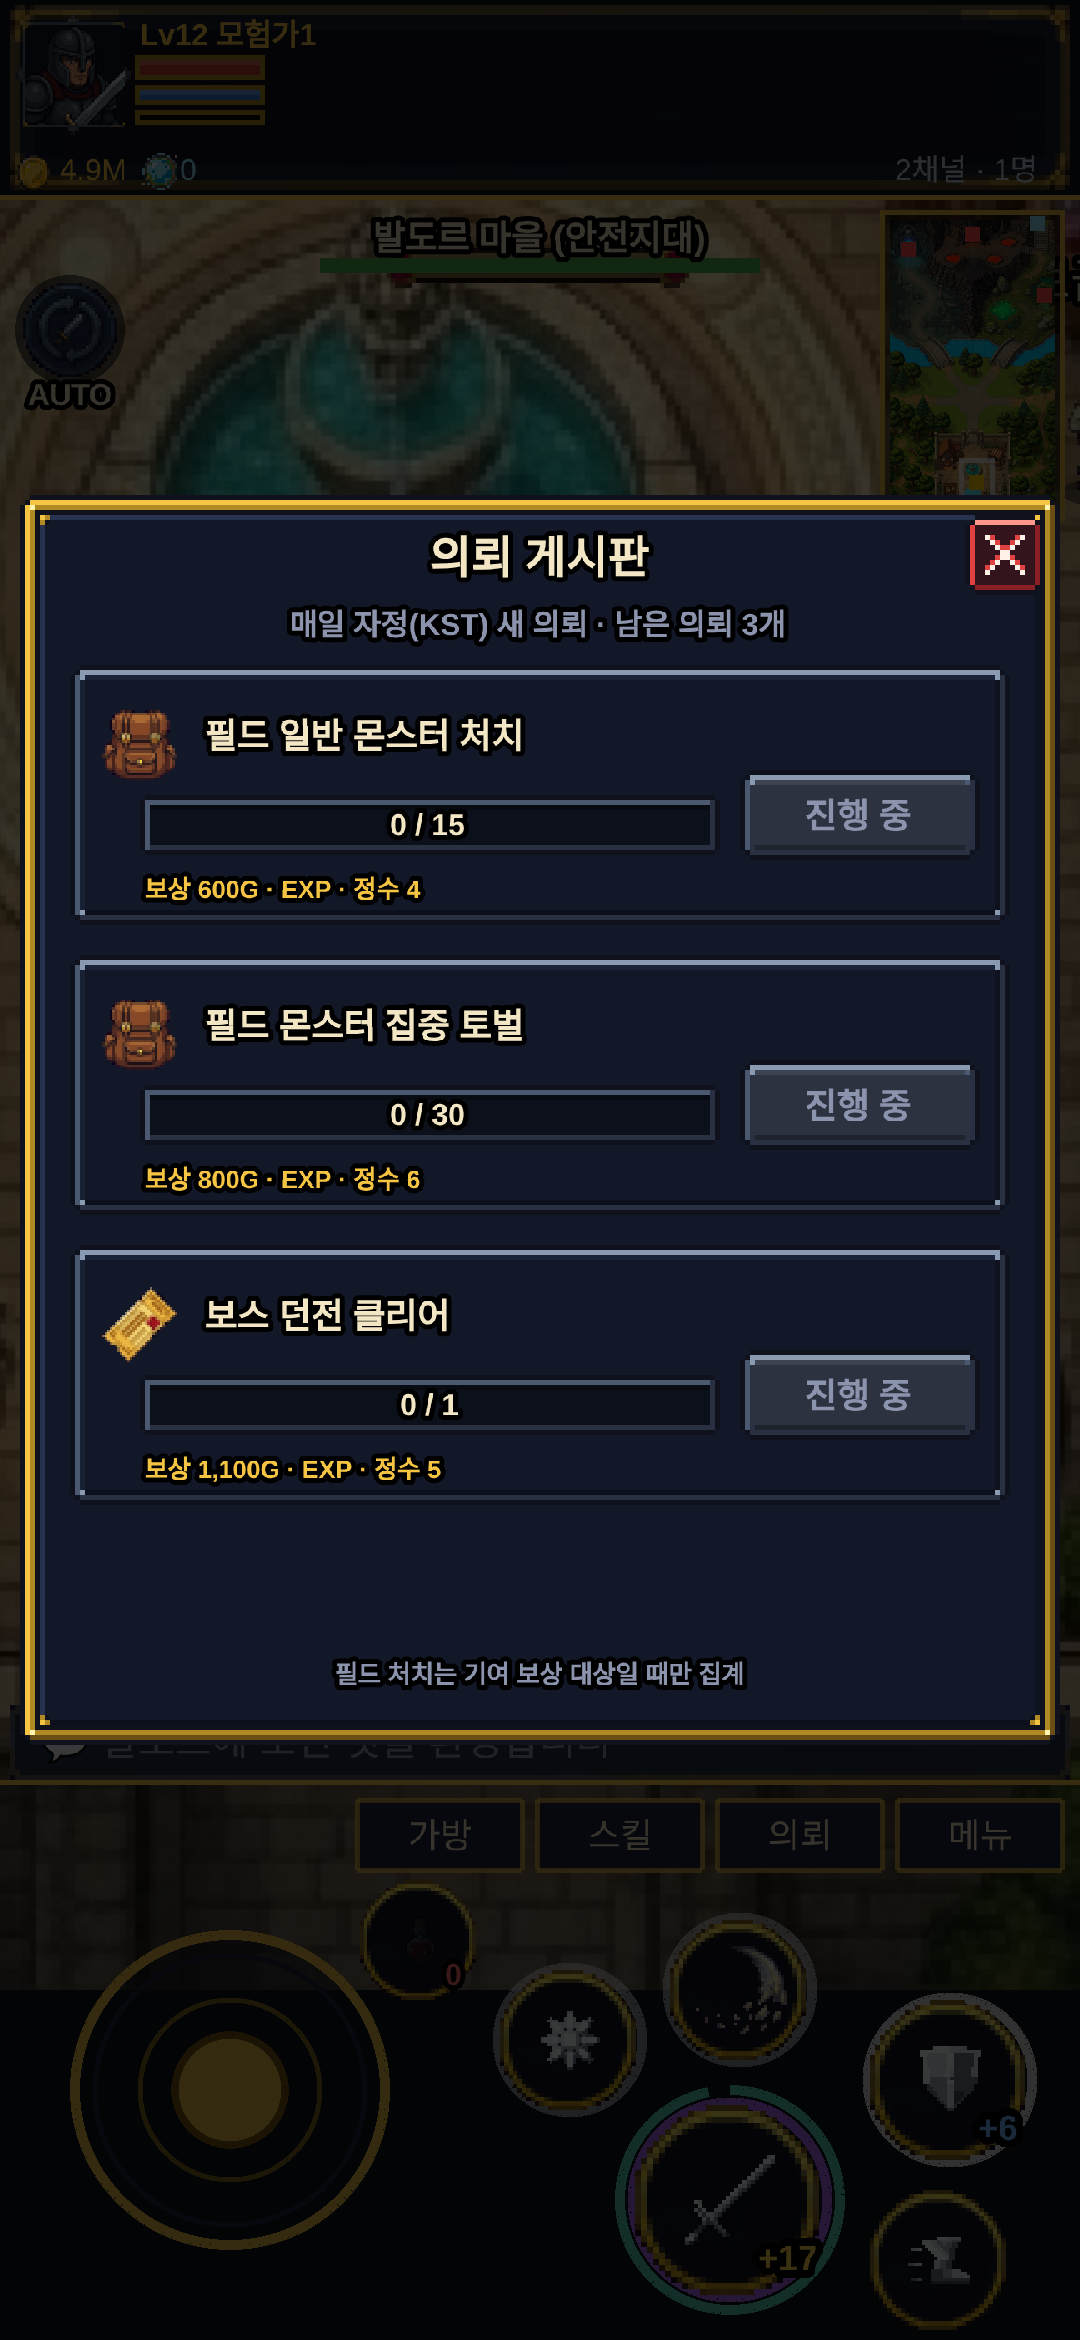 Lv12 모험가1
4.9M 0
2채널 · 1명
발도르 마을 (안전지대)
AUTO
의뢰 게시판
매일 자정(KST) 새 의뢰 · 남은 의뢰 3개
필드 일반 몬스터 처치
0 / 15
진행 중
보상 600G · EXP · 정수 4
필드 몬스터 집중 토벌
0 / 30
진행 중
보상 800G · EXP · 정수 6
보스 던전 클리어
0 / 1
진행 중
보상 1,100G · EXP · 정수 5
필드 처치는 기여 보상 대상일 때만 집계
가방
스킬
의뢰
메뉴
0
+6
+17